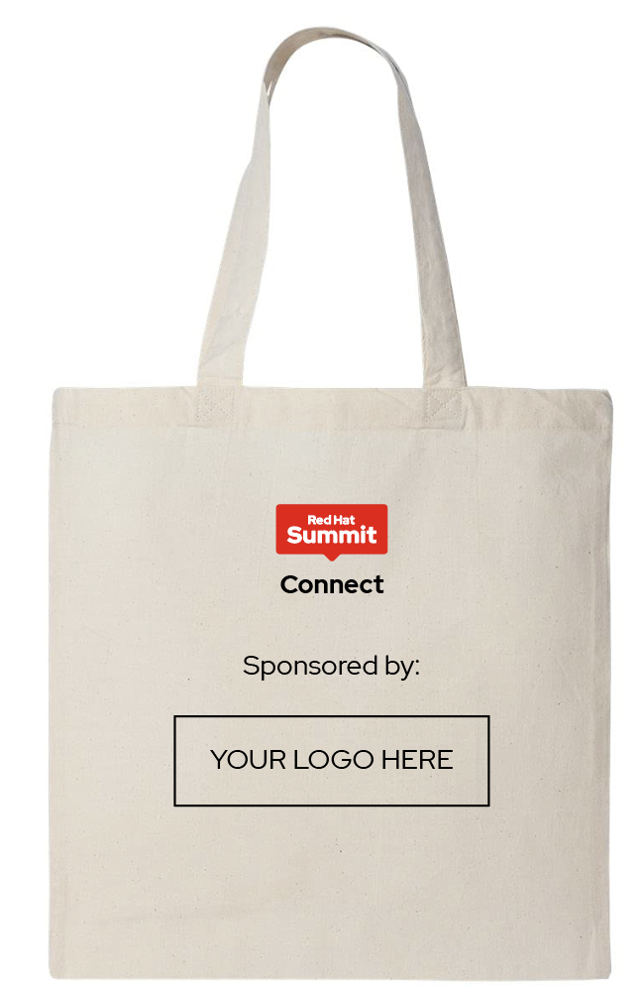 Red Hat
Summit
Connect
Sponsored by:
YOUR LOGO HERE